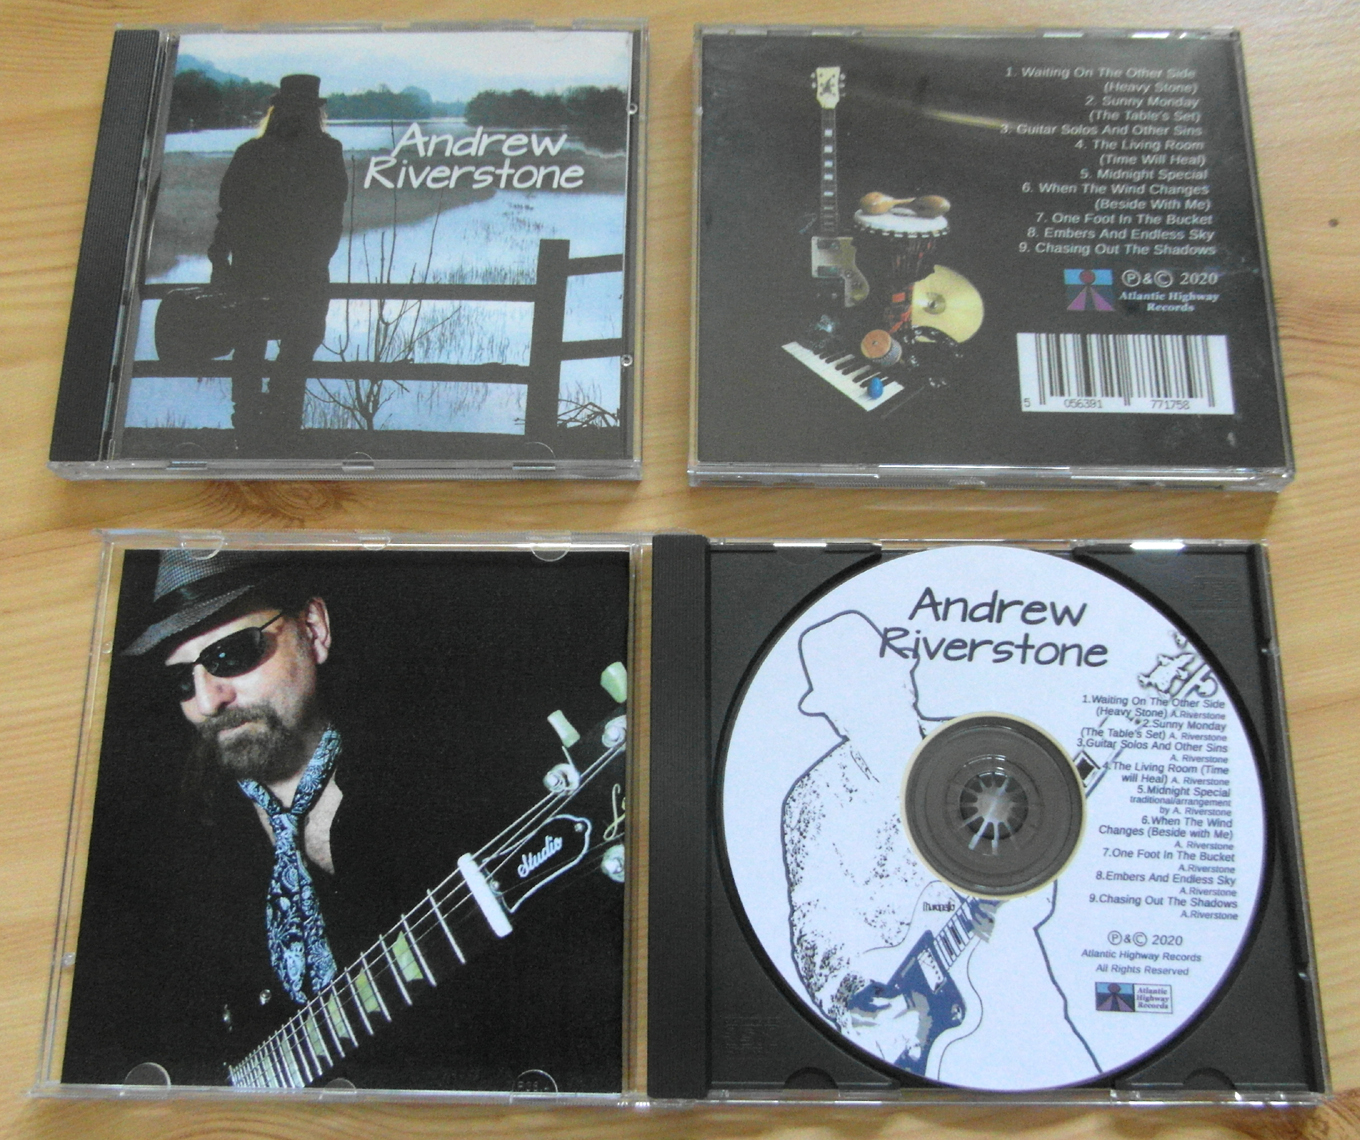 Andrew
Riverstone
1. Waiting On The Other Side
(Heavy Stone)
2. Sunny Monday
(The Table's Set)
3. Guitar Solos And Other Sins
4. The Living Room
(Time Will Heal)
5. Midnight Special
6. When The Wind Changes
(Beside With Me)
7. One Foot In The Bucket
8. Embers And Endless Sky
9. Chasing Out The Shadows
℗&© 2020
Atlantic Highway
Records
5 056391 771758
Studio
Andrew
Riverstone
1.Waiting On The Other Side
(Heavy Stone) A.Riverstone
2.Sunny Monday
(The Table's Set) A. Riverstone
3.Guitar Solos And Other Sins
A. Riverstone
4.The Living Room (Time
will Heal) A. Riverstone
5.Midnight Special
traditional/arrangement
by A. Riverstone
6.When The Wind
Changes (Beside with Me)
A. Riverstone
7.One Foot In The Bucket
A.Riverstone
8.Embers And Endless Sky
A.Riverstone
9.Chasing Out The Shadows
A.Riverstone
℗&© 2020
Atlantic Highway Records
All Rights Reserved
Atlantic
Highway
Records